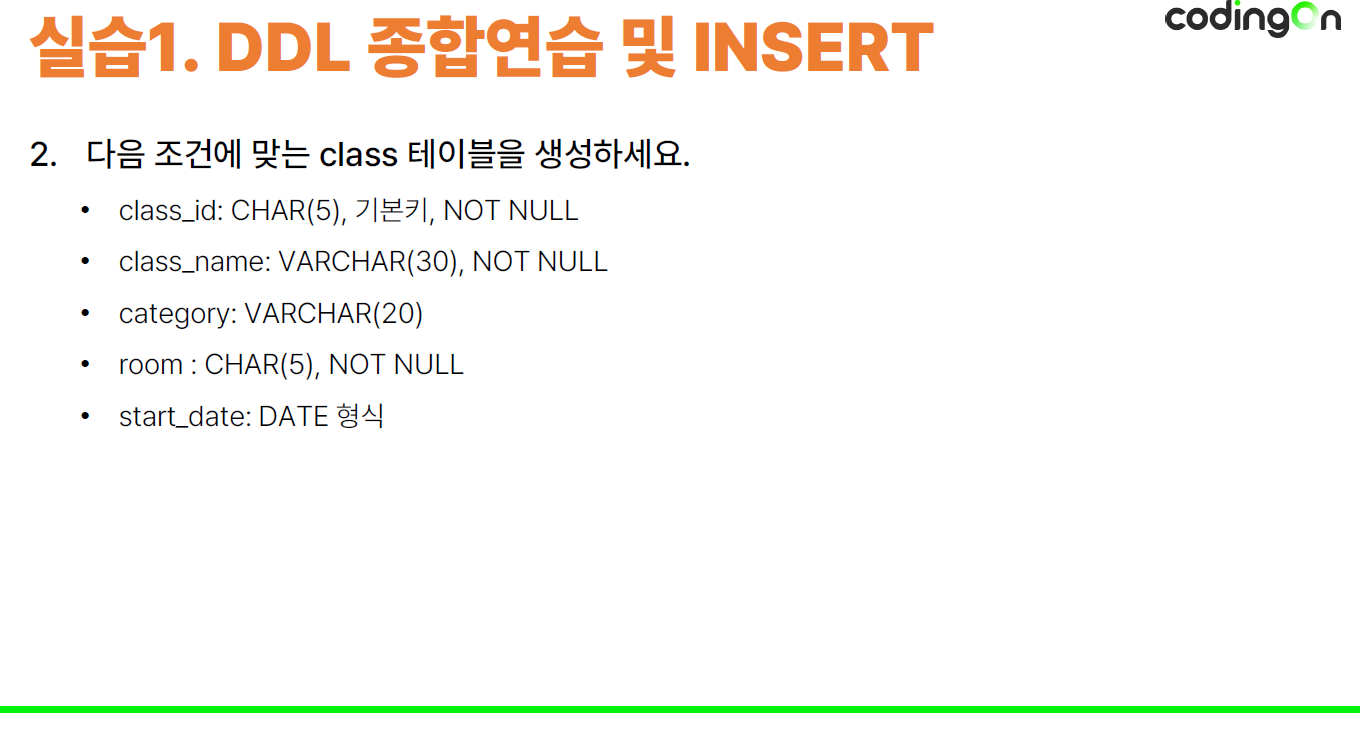 codingOn
실습1. DDL 종합연습 및 INSERT
2. 다음 조건에 맞는 class 테이블을 생성하세요.
• class_id: CHAR(5), 기본키, NOT NULL
• class_name: VARCHAR(30), NOT NULL
• category: VARCHAR(20)
• room : CHAR(5), NOT NULL
• start_date: DATE 형식